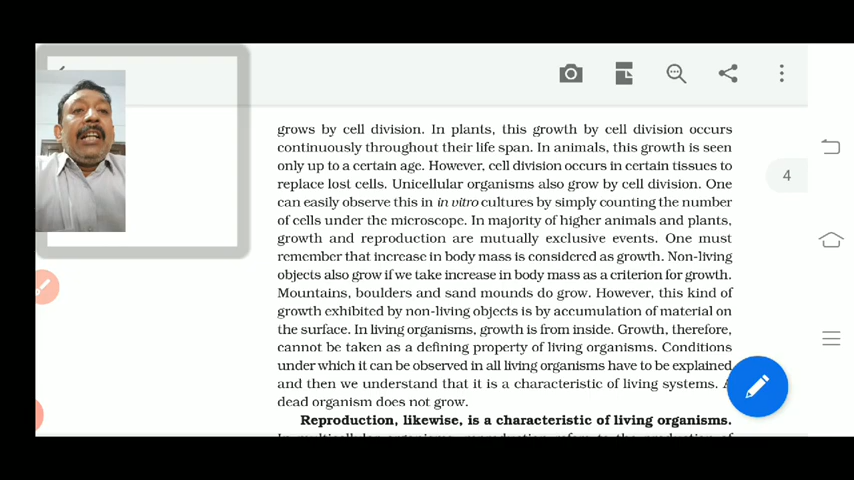 4
grows by cell division. In plants, this growth by cell division occurs
continuously throughout their life span. In animals, this growth is seen
only up to a certain age. However, cell division occurs in certain tissues to
replace lost cells. Unicellular organisms also grow by cell division. One
can easily observe this in in vitro cultures by simply counting the number
of cells under the microscope. In majority of higher animals and plants,
growth and reproduction are mutually exclusive events. One must
remember that increase in body mass is considered as growth. Non-living
objects also grow if we take increase in body mass as a criterion for growth.
Mountains, boulders and sand mounds do grow. However, this kind of
growth exhibited by non-living objects is by accumulation of material on
the surface. In living organisms, growth is from inside. Growth, therefore,
cannot be taken as a defining property of living organisms. Conditions
under which it can be observed in all living organisms have to be explained
and then we understand that it is a characteristic of living systems. A
dead organism does not grow.
Reproduction, likewise, is a characteristic of living organisms.